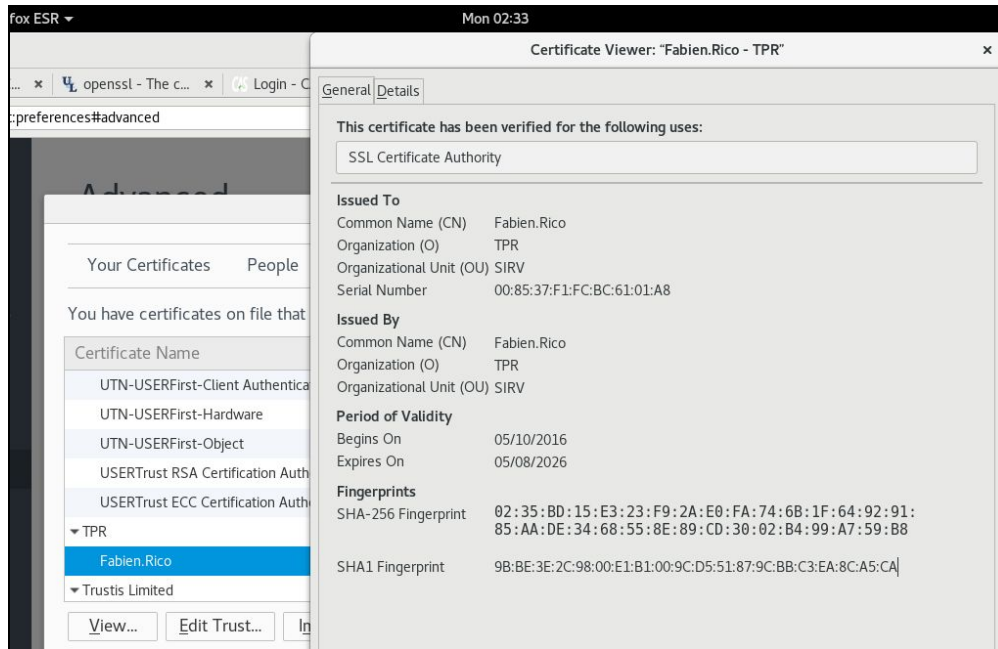 fox ESR
Mon 02:33
Certificate Viewer: “Fabien.Rico - TPR”
... openssl - The c... Login - C
:preferences#advanced
Advanced
Your Certificates People
You have certificates on file that
Certificate Name
UTN-USERFirst-Client Authentica
UTN-USERFirst-Hardware
UTN-USERFirst-Object
USERTrust RSA Certification Auth
USERTrust ECC Certification Auth
TPR
Fabien.Rico
Trustis Limited
View... Edit Trust... In
General Details
This certificate has been verified for the following uses:
SSL Certificate Authority
Issued To
Common Name (CN) Fabien.Rico
Organization (O) TPR
Organizational Unit (OU) SIRV
Serial Number 00:85:37:F1:FC:BC:61:01:A8
Issued By
Common Name (CN) Fabien.Rico
Organization (O) TPR
Organizational Unit (OU) SIRV
Period of Validity
Begins On 05/10/2016
Expires On 05/08/2026
Fingerprints
SHA-256 Fingerprint 02:35:BD:15:E3:23:F9:2A:E0:FA:74:6B:1F:64:92:91:
85:AA:DE:34:68:55:8E:89:CD:30:02:B4:99:A7:59:B8
SHA1 Fingerprint 9B:BE:3E:2C:98:00:E1:B1:00:9C:D5:51:87:9C:BB:C3:EA:8C:A5:CA